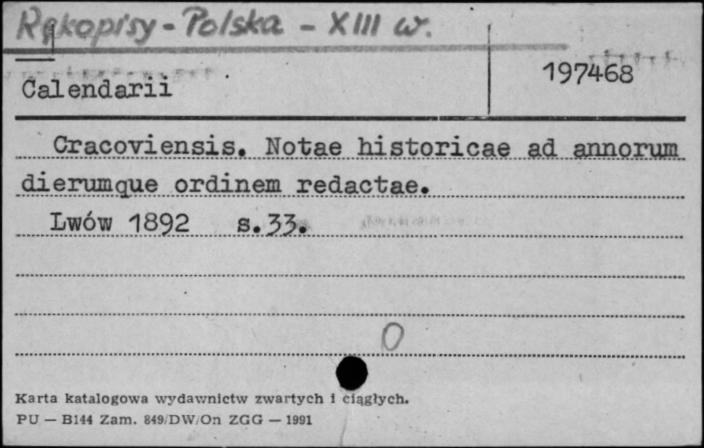 Rękopisy - Polska - XIII w.
Calendarii
197468
Cracoviensis. Notae historicae ad annorum
dierumque ordinem redactae.
Lwów 1892 s.33.
O
Karta katalogowa wydawnictw zwartych i ciągłych.
PU — B144 Zam. 849/DW/On ZGG — 1991